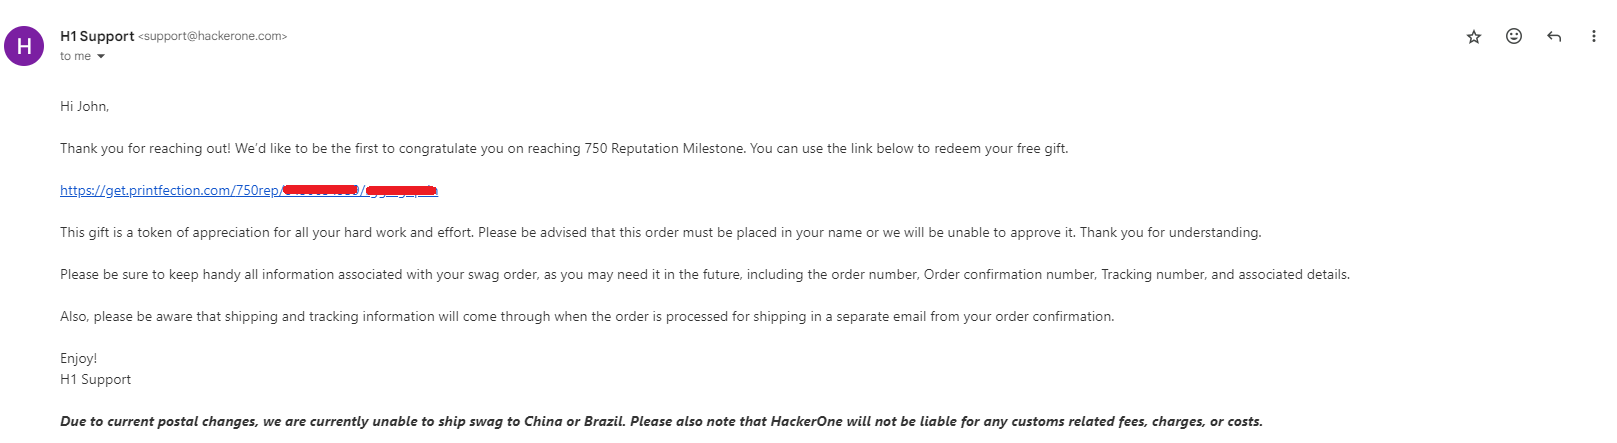 H
H1 Support <support@hackerone.com>
to me
Hi John,
Thank you for reaching out! We'd like to be the first to congratulate you on reaching 750 Reputation Milestone. You can use the link below to redeem your free gift.
https://get.printfection.com/750rep/
This gift is a token of appreciation for all your hard work and effort. Please be advised that this order must be placed in your name or we will be unable to approve it. Thank you for understanding.
Please be sure to keep handy all information associated with your swag order, as you may need it in the future, including the order number, Order confirmation number, Tracking number, and associated details.
Also, please be aware that shipping and tracking information will come through when the order is processed for shipping in a separate email from your order confirmation.
Enjoy!
H1 Support
Due to current postal changes, we are currently unable to ship swag to China or Brazil. Please also note that HackerOne will not be liable for any customs related fees, charges, or costs.